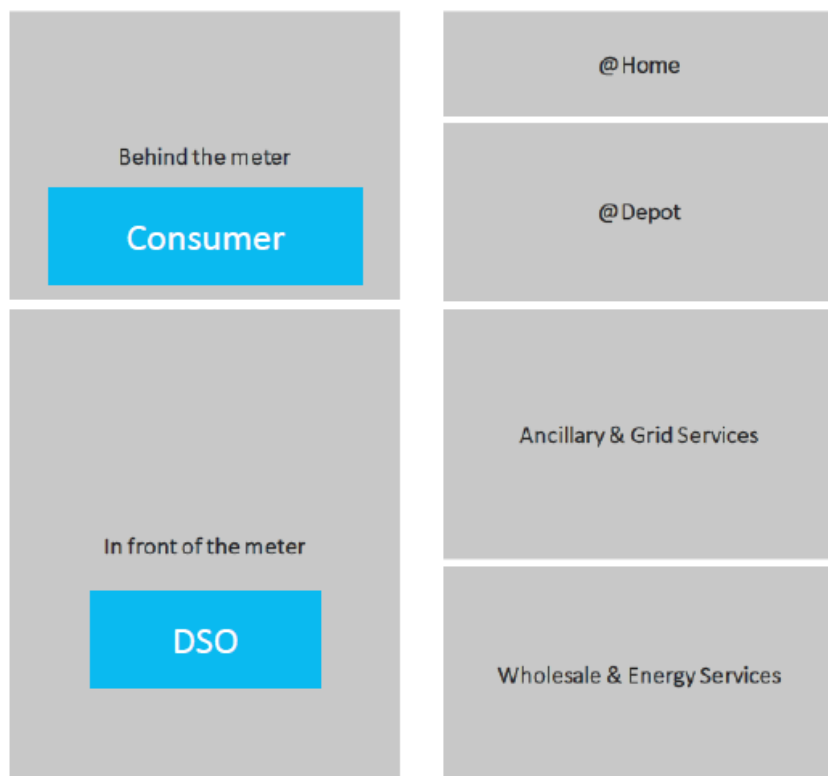 Behind the meter
Consumer
@Home
@Depot
In front of the meter
DSO
Ancillary & Grid Services
Wholesale & Energy Services